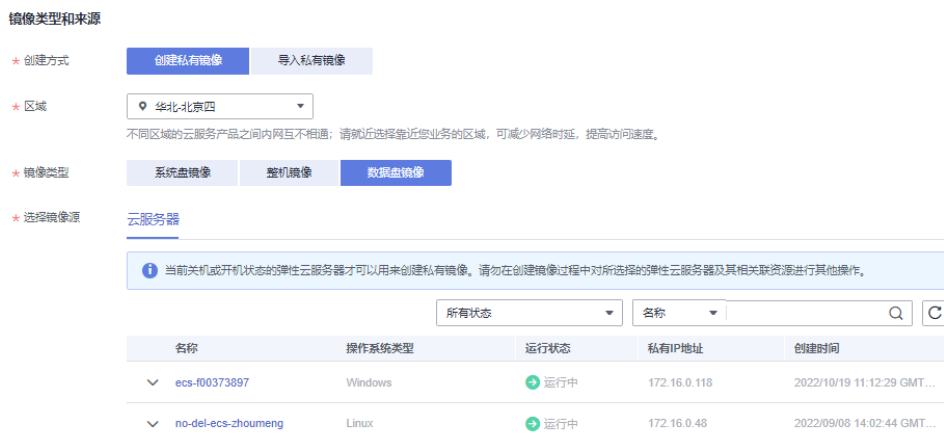 镜像类型和来源
★ 创建方式 创建私有镜像 导入私有镜像
★ 区域 华北-北京四
不同区域的云服务产品之间内网互不相通；请就近选择靠近您业务的区域，可减少网络时延，提高访问速度。
★ 镜像类型 系统盘镜像 整机镜像 数据盘镜像
★ 选择镜像源 云服务器
当前关机或开机状态的弹性云服务器才可以用来创建私有镜像。请勿在创建镜像过程中对所选择的弹性云服务器及其相关联资源进行其他操作。
所有状态 名称
名称 操作系统类型 运行状态 私有IP地址 创建时间
ecs-f00373897 Windows 运行中 172.16.0.118 2022/10/19 11:12:29 GMT...
no-del-ecs-zhoumeng Linux 运行中 172.16.0.48 2022/09/08 14:02:44 GMT...